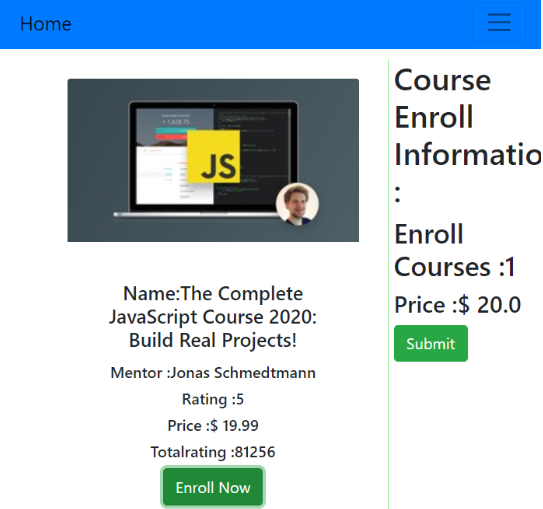 Home
JS
Name:The Complete
JavaScript Course 2020:
Build Real Projects!
Mentor :Jonas Schmedtmann
Rating :5
Price :$ 19.99
Totalrating :81256
Enroll Now
Course
Enroll
Informatio
:
Enroll
Courses :1
Price :$ 20.0
Submit